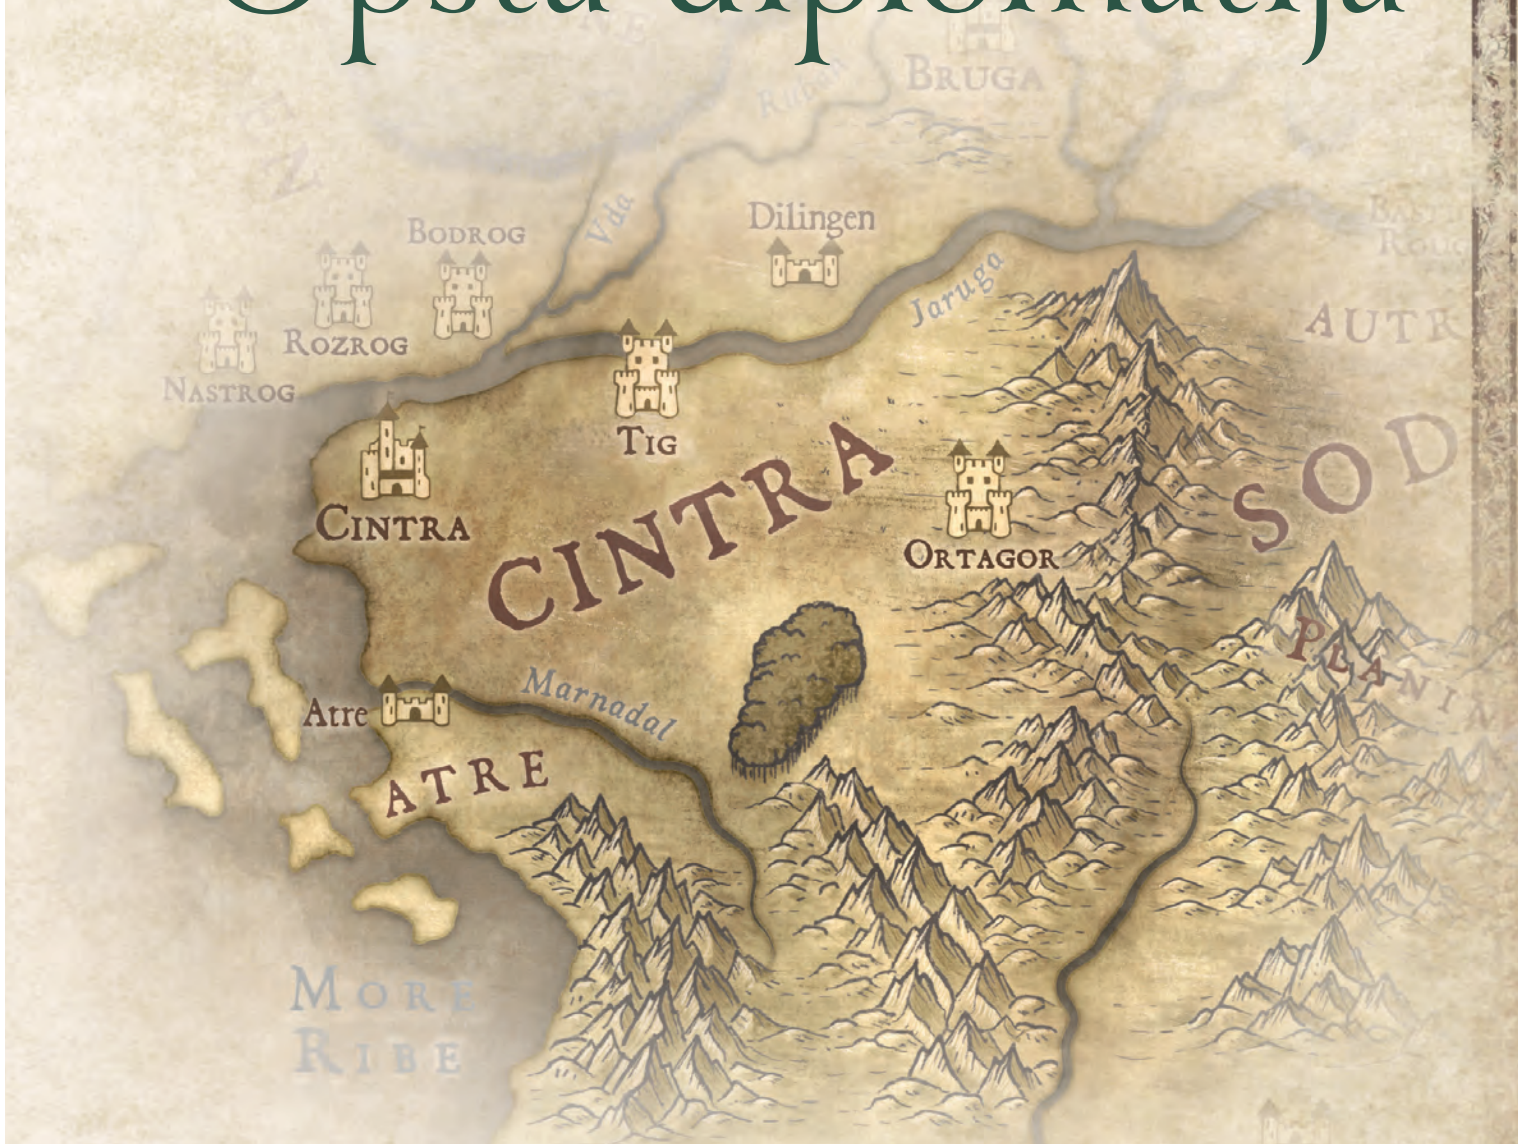 Opšta diplomacija
BRUGA
Vda
Dilingen
BODROG
ROZROG
NASTROG
Jaruga
TIG
CINTRA
CINTRA
ORTAGOR
SOD
Marnadal
Atre
ATRE
MORE
RIBE